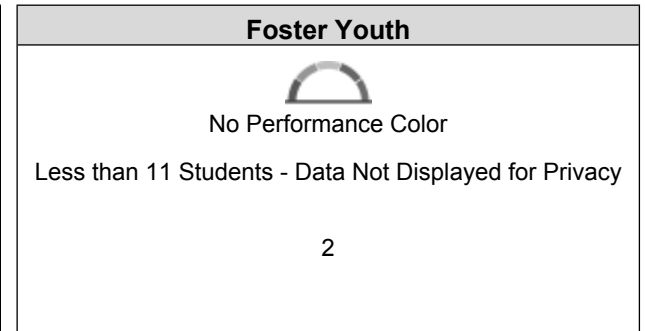 Foster Youth
No Performance Color
Less than 11 Students - Data Not Displayed for Privacy
2